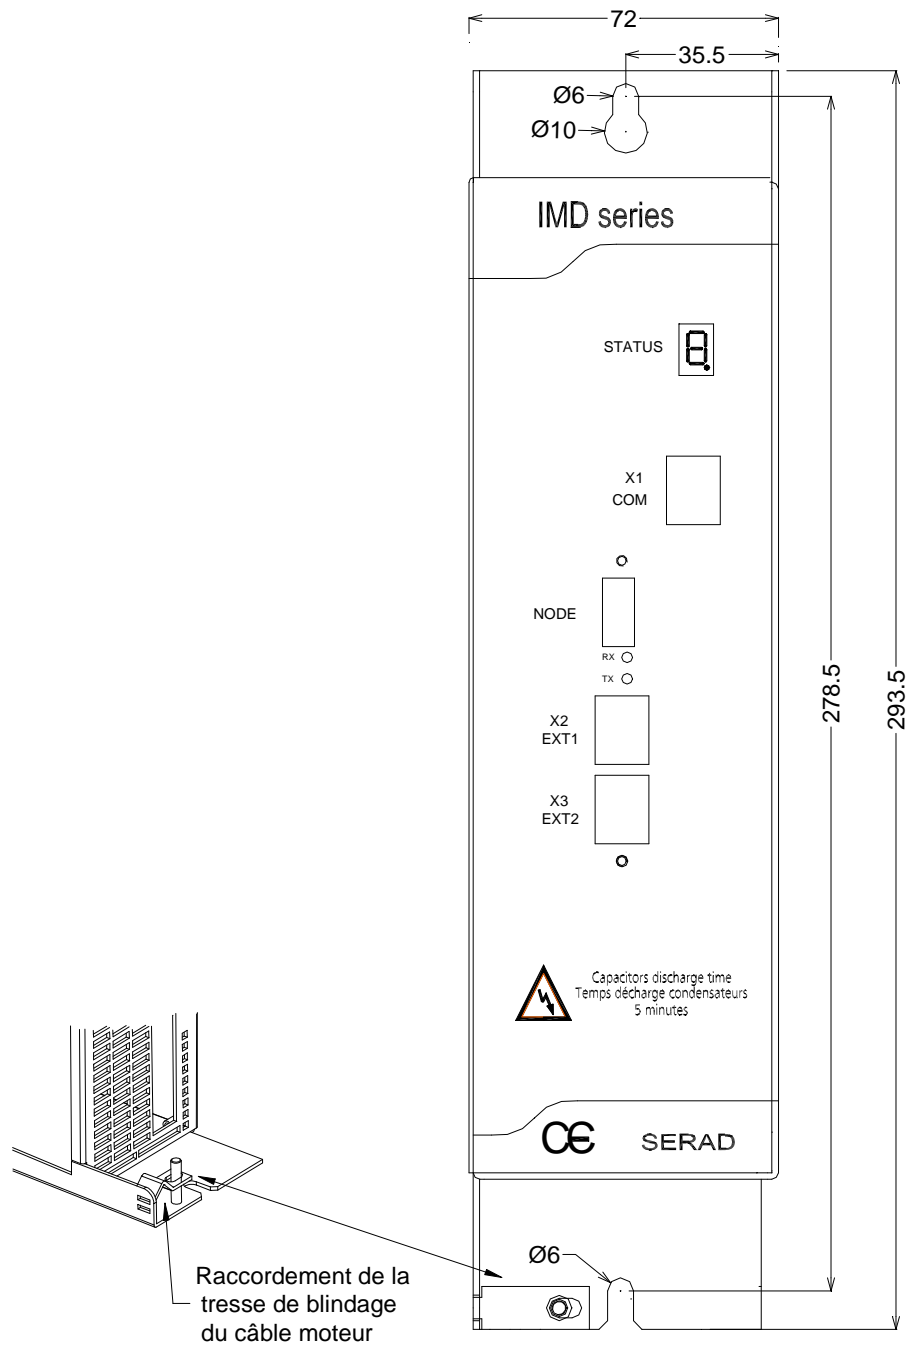 72
35.5
Ø6
Ø10
IMD series
STATUS
8.
X1
COM
NODE
RX
TX
278.5
293.5
X2
EXT1
X3
EXT2
Capacitors discharge time
Temps décharge condensateurs
5 minutes
CE
SERAD
Ø6
Raccordement de la
tresse de blindage
du câble moteur